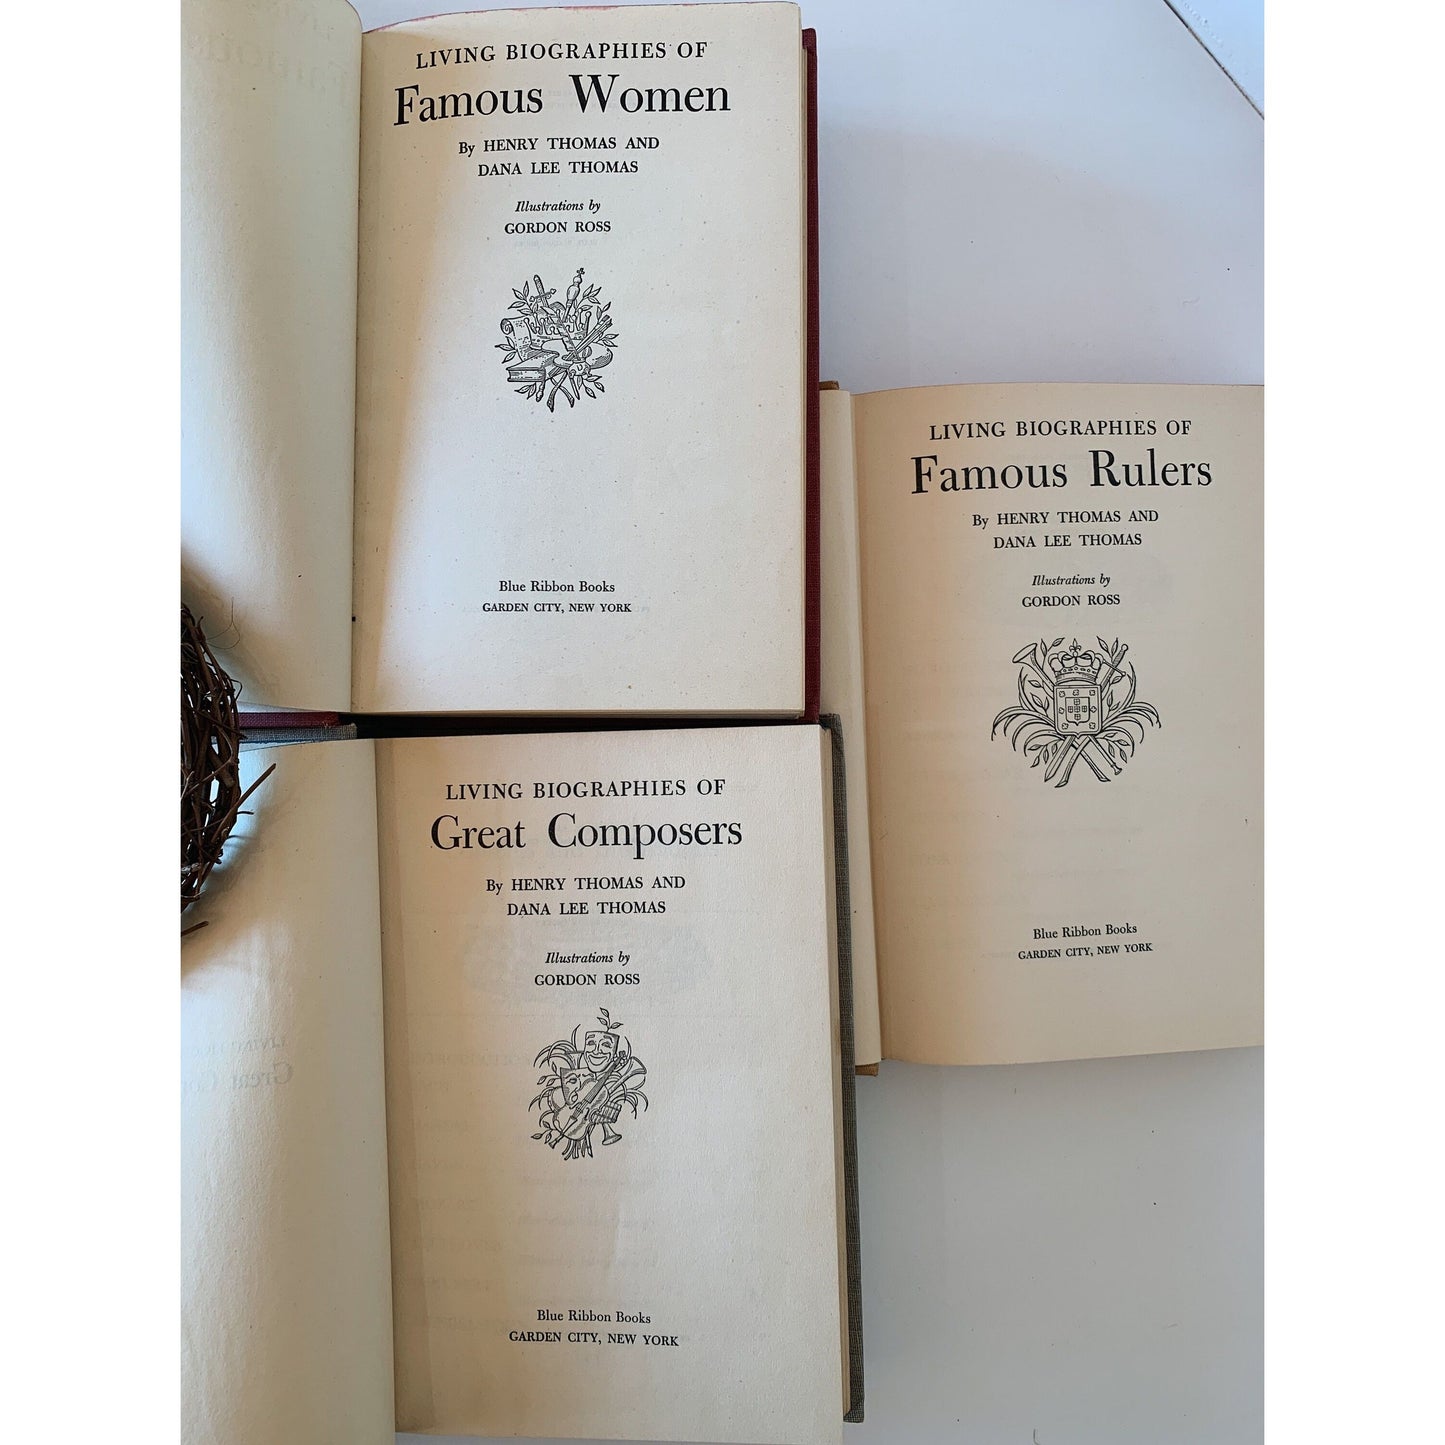 LIVING BIOGRAPHIES OF
Famous Women
By HENRY THOMAS AND
DANA LEE THOMAS
Illustrations by
GORDON ROSS
Blue Ribbon Books
GARDEN CITY, NEW YORK
LIVING BIOGRAPHIES OF
Famous Rulers
By HENRY THOMAS AND
DANA LEE THOMAS
Illustrations by
GORDON ROSS
Blue Ribbon Books
GARDEN CITY, NEW YORK
LIVING BIOGRAPHIES OF
Great Composers
By HENRY THOMAS AND
DANA LEE THOMAS
Illustrations by
GORDON ROSS
Blue Ribbon Books
GARDEN CITY, NEW YORK